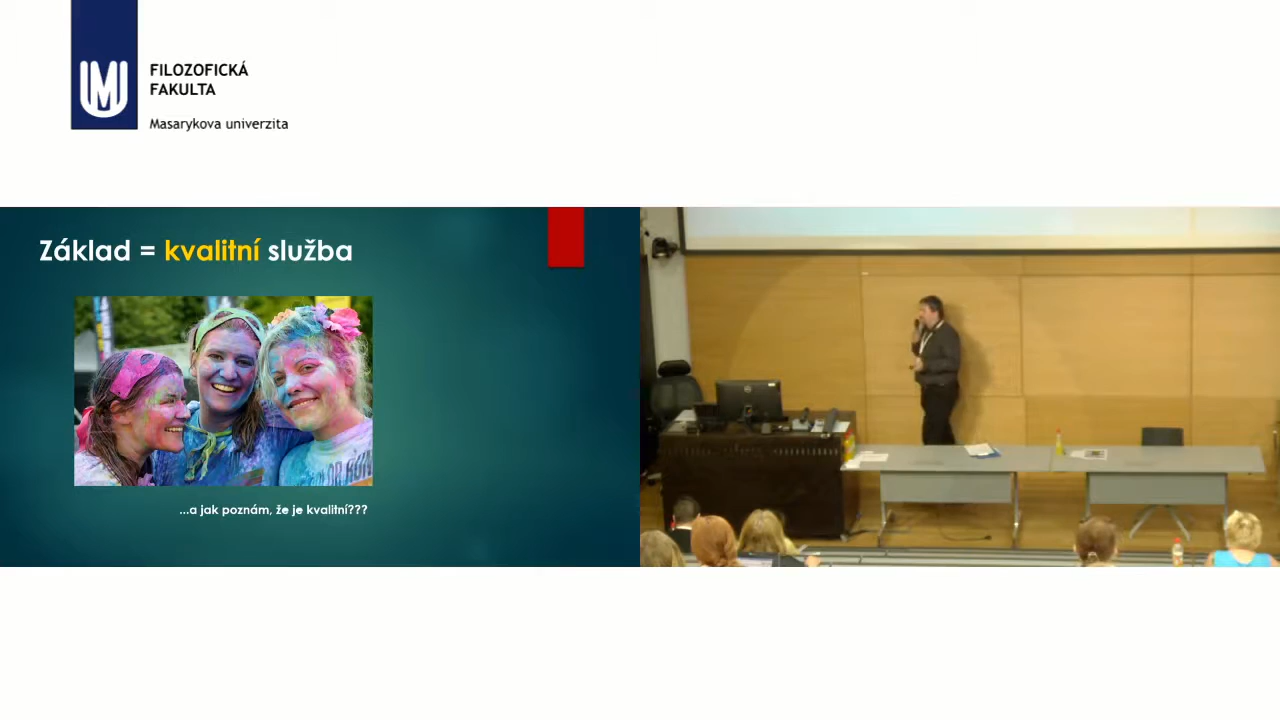 FILOZOFICKÁ
FAKULTA
Masarykova univerzita
Základ = kvalitní služba
...a jak poznám, že je kvalitní???